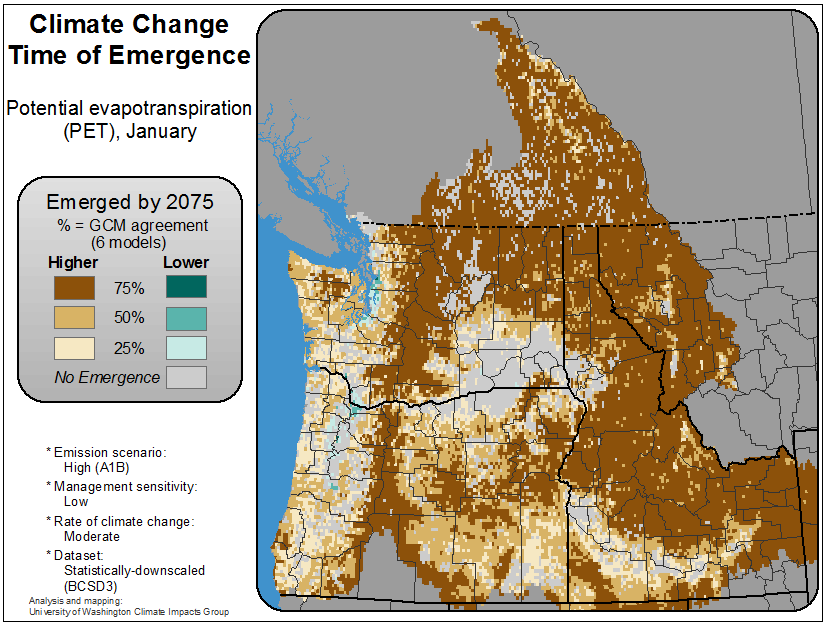 Climate Change
Time of Emergence
Potential evapotranspiration
(PET), January
Emerged by 2075
% = GCM agreement
(6 models)
Higher Lower
75%
50%
25%
No Emergence
* Emission scenario:
High (A1B)
* Management sensitivity:
Low
* Rate of climate change:
Moderate
* Dataset:
Statistically-downscaled
(BCSD3)
Analysis and mapping:
University of Washington Climate Impacts Group